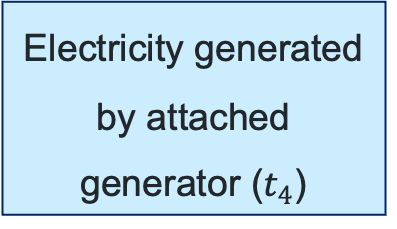 Electricity generated
by attached
generator (t₄)